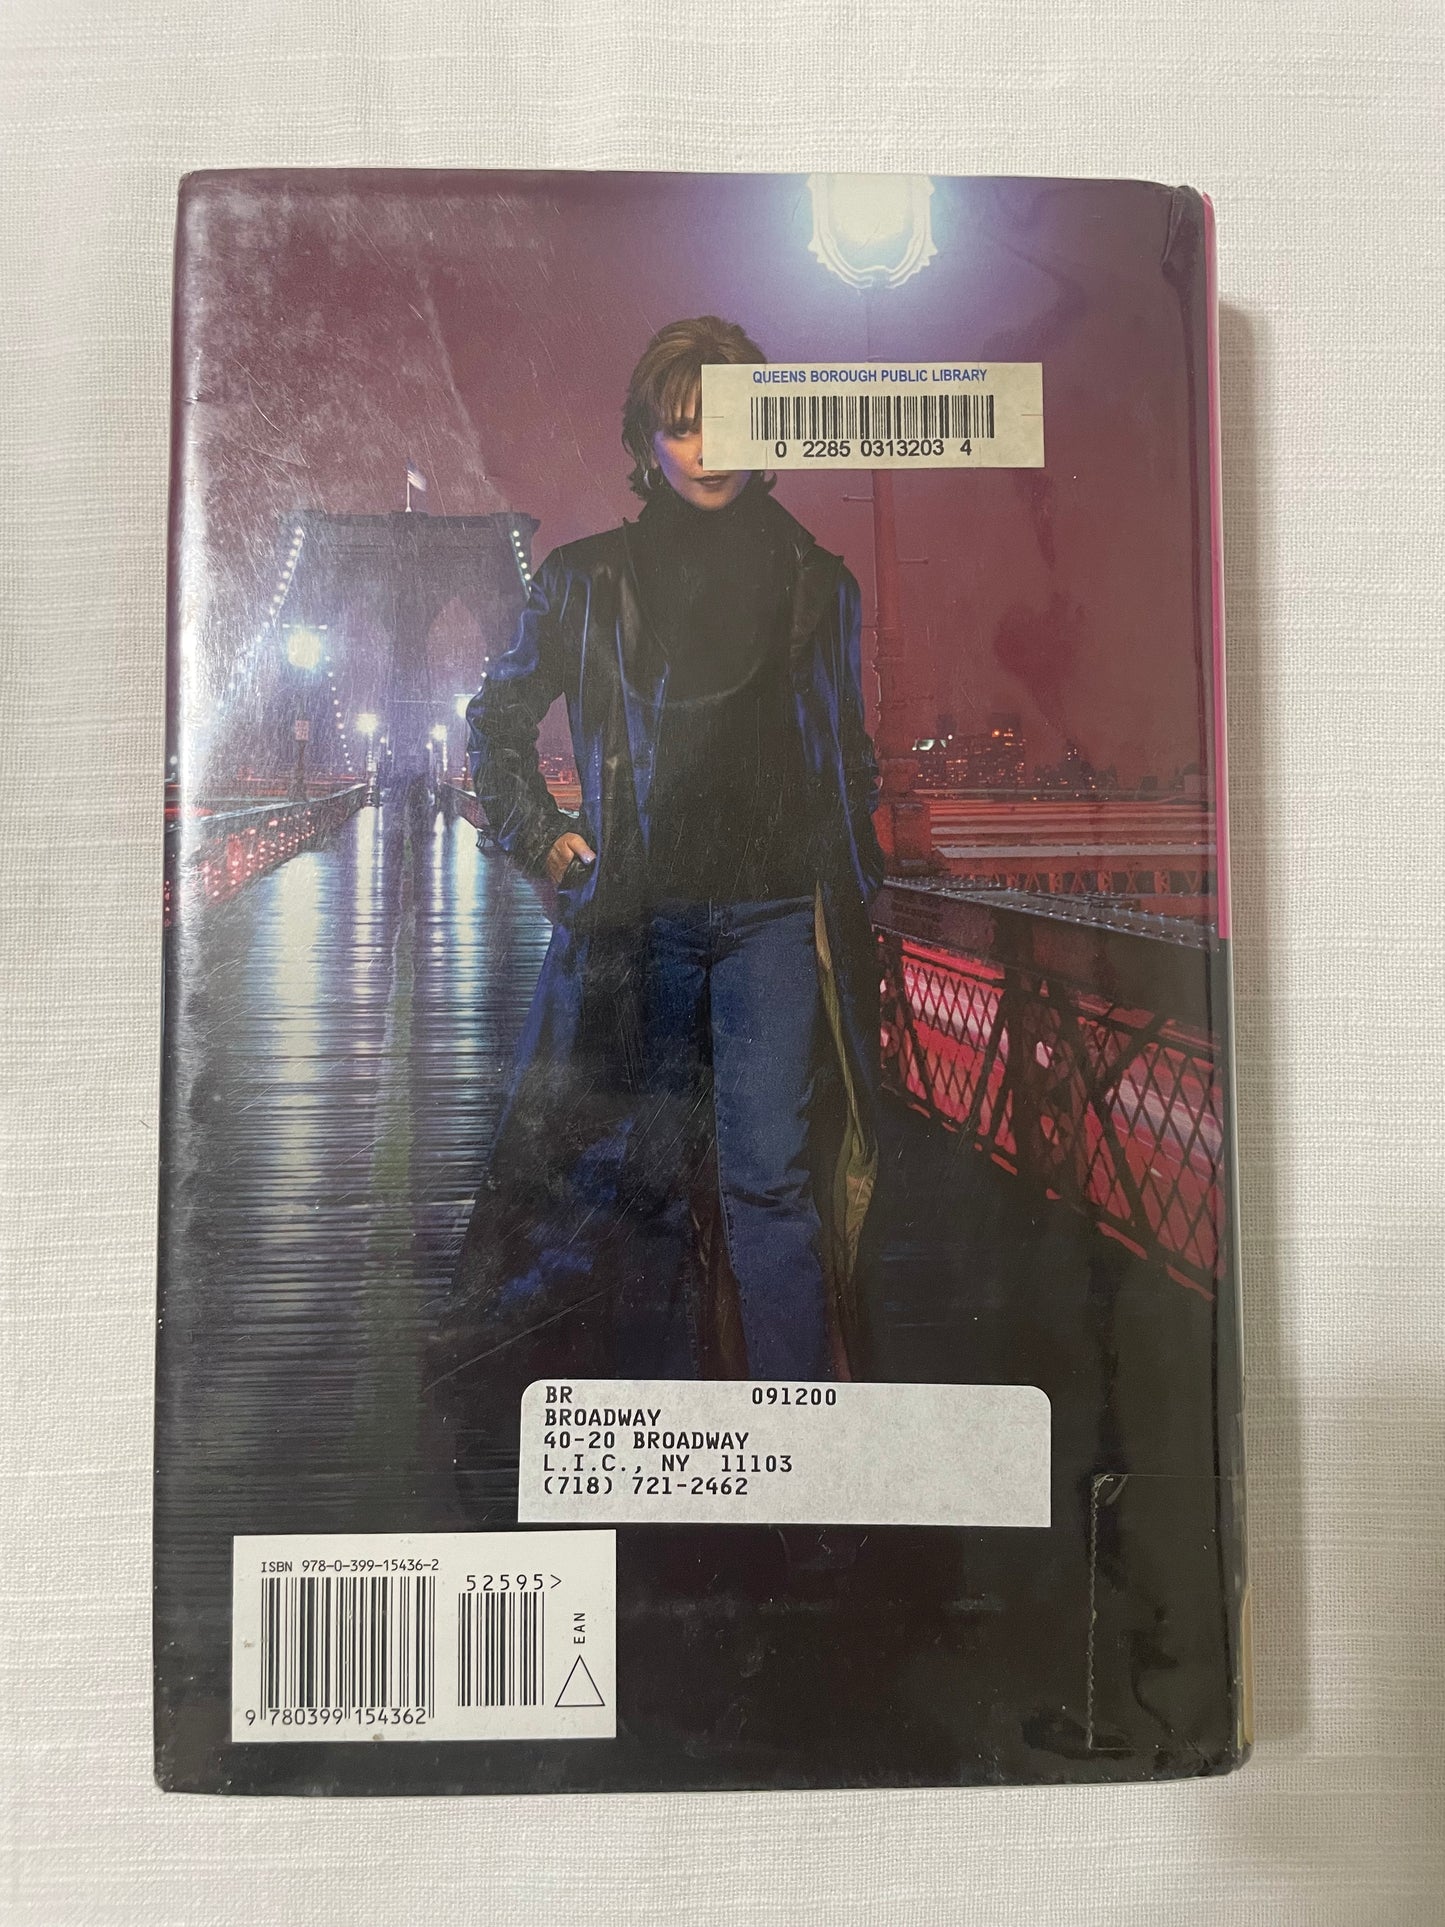 QUEENS BOROUGH PUBLIC LIBRARY
0 2285 0313203 4
BR 091200
BROADWAY
40-20 BROADWAY
L.I.C., NY 11103
(718) 721-2462
ISBN 978-0-399-15436-2
52595>
EAN
9 780399 154362